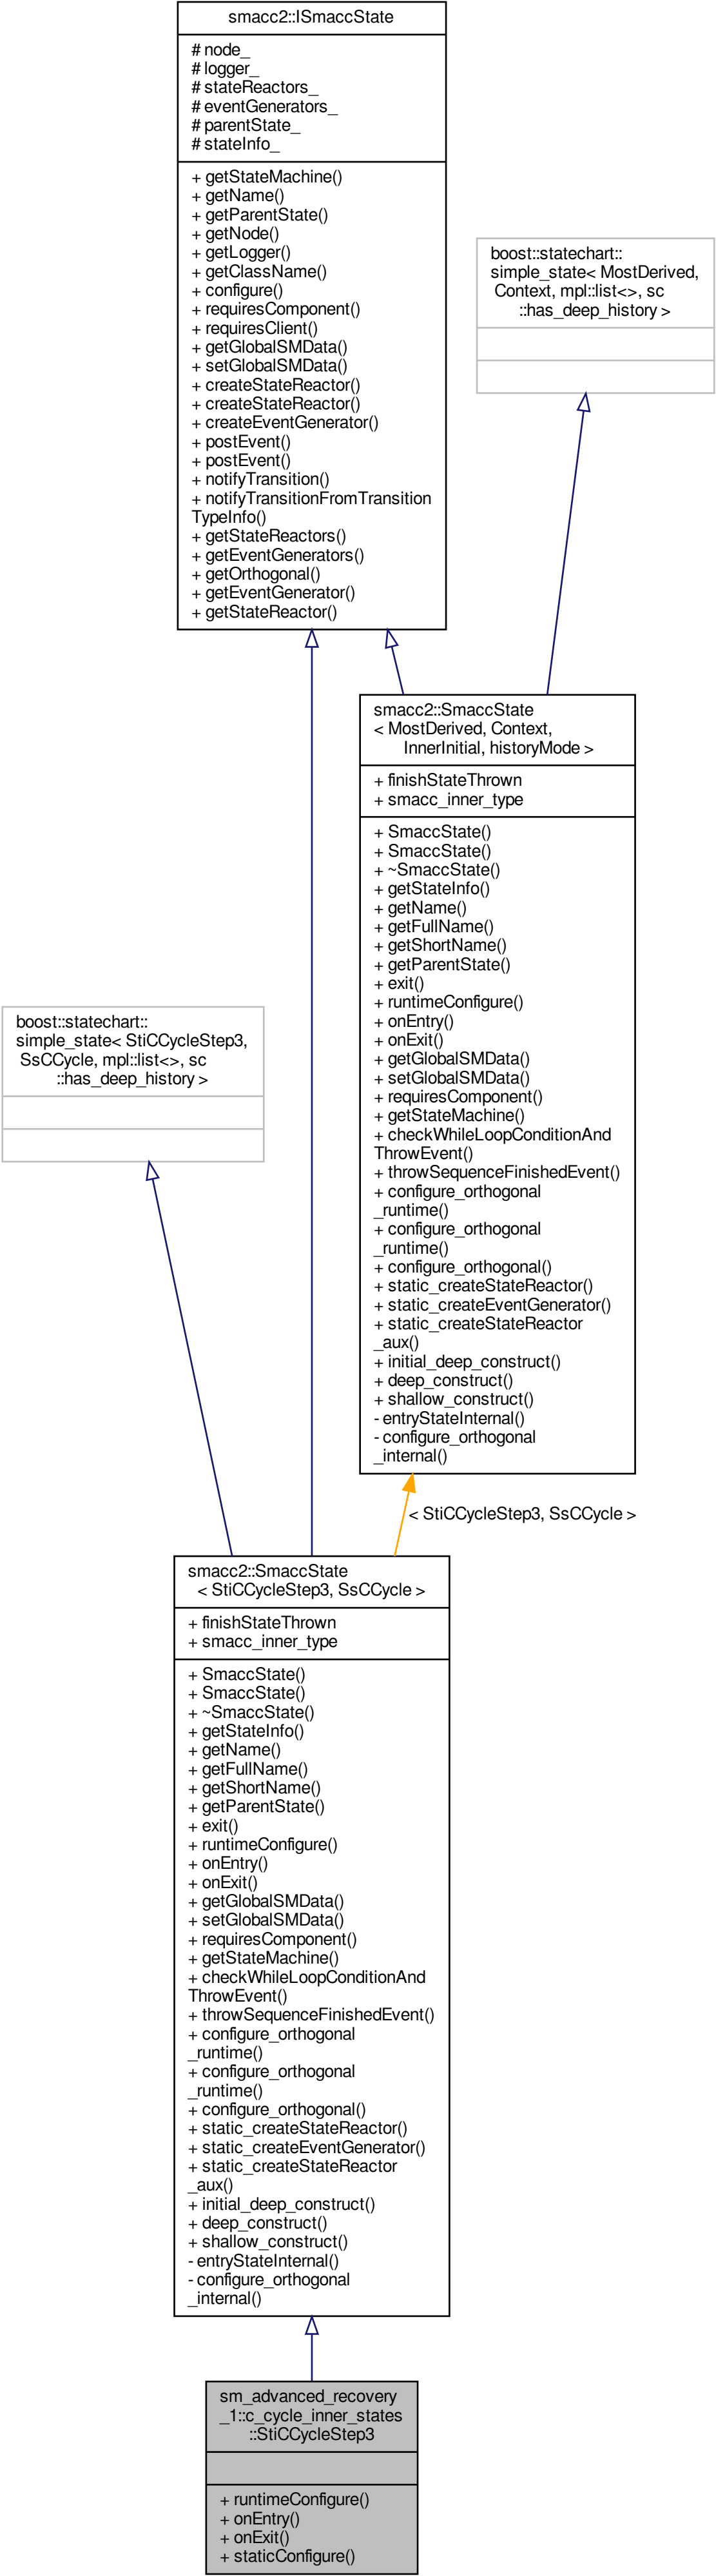 smacc2::ISmaccState
# node_
# logger_
# stateReactors_
# eventGenerators_
# parentState_
# stateInfo_
+ getStateMachine()
+ getName()
+ getParentState()
+ getNode()
+ getLogger()
+ getClassName()
+ configure()
+ requiresComponent()
+ requiresClient()
+ getGlobalSMData()
+ setGlobalSMData()
+ createStateReactor()
+ createStateReactor()
+ createEventGenerator()
+ postEvent()
+ postEvent()
+ notifyTransition()
+ notifyTransitionFromTransition
TypeInfo()
+ getStateReactors()
+ getEventGenerators()
+ getOrthogonal()
+ getEventGenerator()
+ getStateReactor()
boost::statechart::
simple_state< MostDerived,
Context, mpl::list<>, sc
::has_deep_history >
smacc2::SmaccState
< MostDerived, Context,
InnerInitial, historyMode >
+ finishStateThrown
+ smacc_inner_type
+ SmaccState()
+ SmaccState()
+ ~SmaccState()
+ getStateInfo()
+ getName()
+ getFullName()
+ getShortName()
+ getParentState()
+ exit()
+ runtimeConfigure()
+ onEntry()
+ onExit()
+ getGlobalSMData()
+ setGlobalSMData()
+ requiresComponent()
+ getStateMachine()
+ checkWhileLoopConditionAnd
ThrowEvent()
+ throwSequenceFinishedEvent()
+ configure_orthogonal
_runtime()
+ configure_orthogonal
_runtime()
+ configure_orthogonal()
+ static_createStateReactor()
+ static_createEventGenerator()
+ static_createStateReactor
_aux()
+ initial_deep_construct()
+ deep_construct()
+ shallow_construct()
- entryStateInternal()
- configure_orthogonal
_internal()
boost::statechart::
simple_state< StiCCycleStep3,
SsCCycle, mpl::list<>, sc
::has_deep_history >
< StiCCycleStep3, SsCCycle >
smacc2::SmaccState
< StiCCycleStep3, SsCCycle >
+ finishStateThrown
+ smacc_inner_type
+ SmaccState()
+ SmaccState()
+ ~SmaccState()
+ getStateInfo()
+ getName()
+ getFullName()
+ getShortName()
+ getParentState()
+ exit()
+ runtimeConfigure()
+ onEntry()
+ onExit()
+ getGlobalSMData()
+ setGlobalSMData()
+ requiresComponent()
+ getStateMachine()
+ checkWhileLoopConditionAnd
ThrowEvent()
+ throwSequenceFinishedEvent()
+ configure_orthogonal
_runtime()
+ configure_orthogonal
_runtime()
+ configure_orthogonal()
+ static_createStateReactor()
+ static_createEventGenerator()
+ static_createStateReactor
_aux()
+ initial_deep_construct()
+ deep_construct()
+ shallow_construct()
- entryStateInternal()
- configure_orthogonal
_internal()
sm_advanced_recovery
_1::c_cycle_inner_states
::StiCCycleStep3
+ runtimeConfigure()
+ onEntry()
+ onExit()
+ staticConfigure()